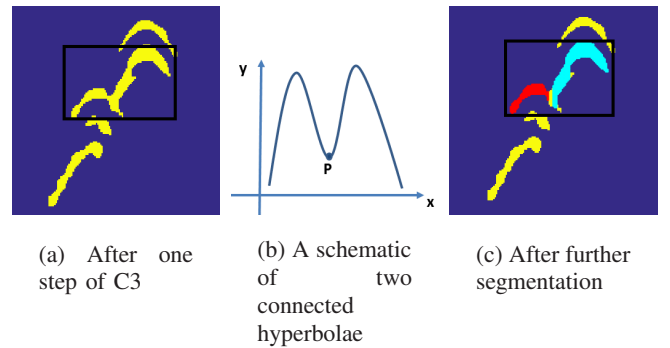 y
P
x
(a) After one
step of C3
(b) A schematic
of two
connected
hyperbolae
(c) After further
segmentation